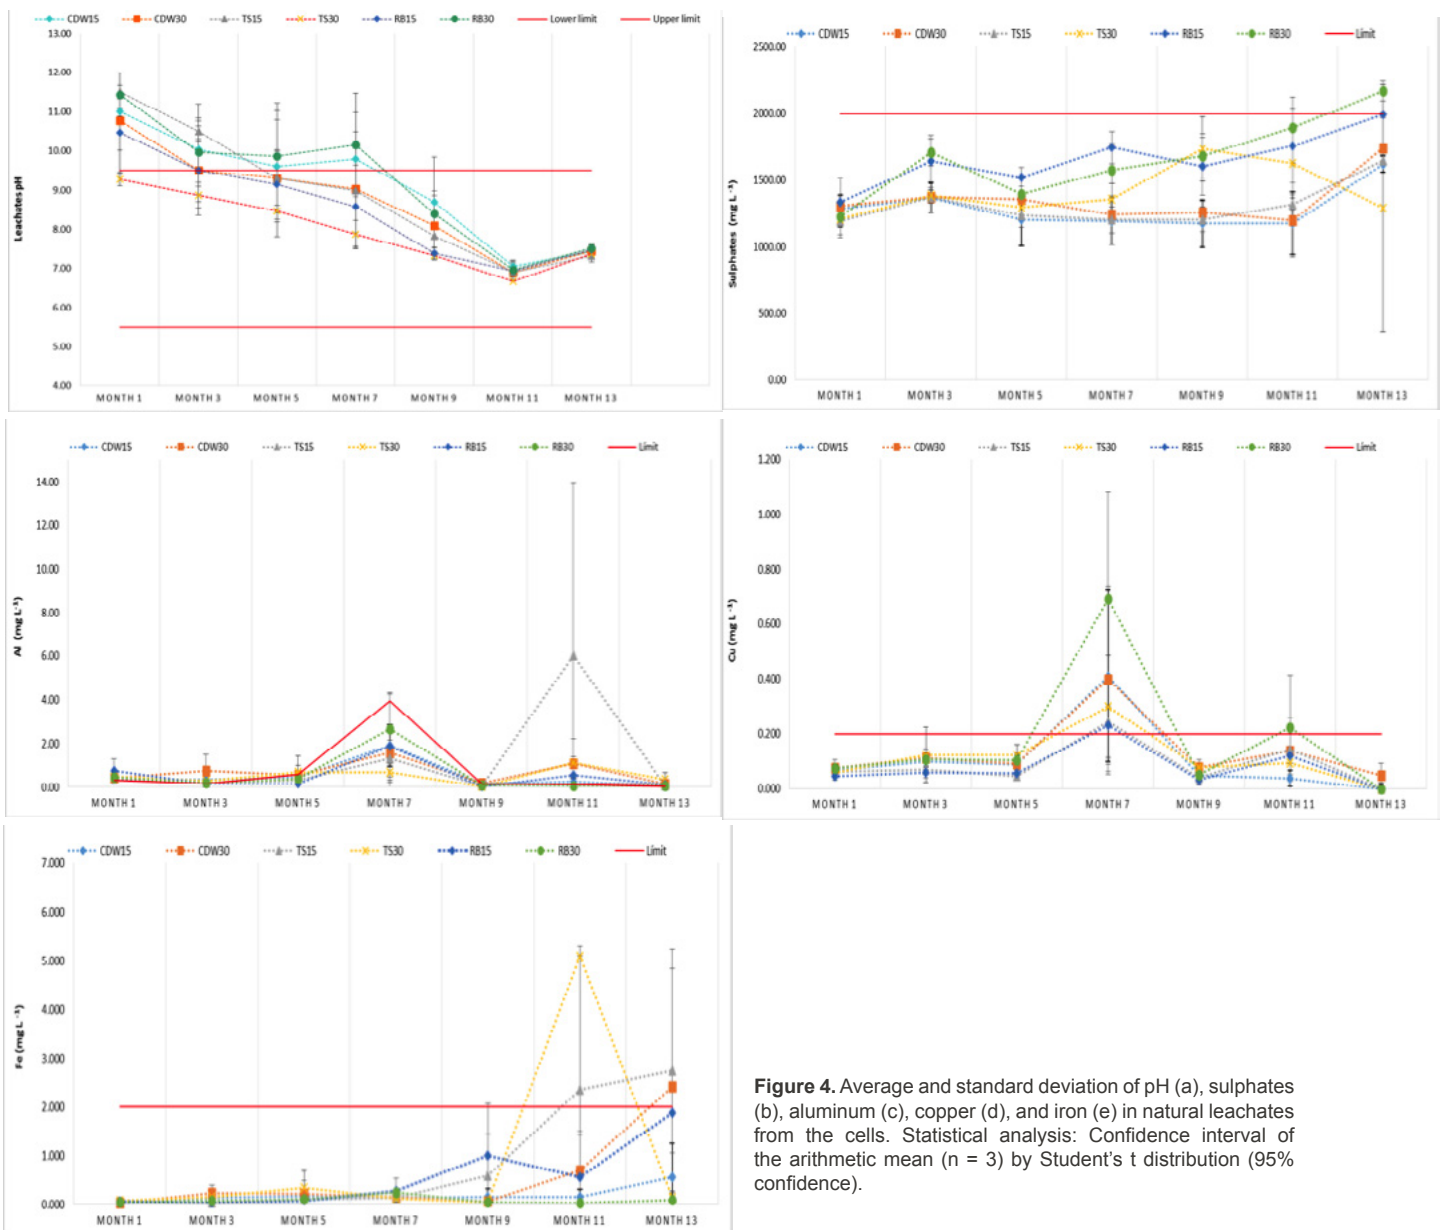 CDW15 CDW30 TS15 TS30 RB15 RB30 Lower limit Upper limit
13.00
12.00
11.00
10.00
9.00
8.00
7.00
6.00
5.00
4.00
Leachates pH
MONTH 1 MONTH 3 MONTH 5 MONTH 7 MONTH 9 MONTH 11 MONTH 13
CDW15 CDW30 TS15 TS30 RB15 RB30 Limit
2500.00
2000.00
1500.00
1000.00
500.00
0.00
Sulphates (mg L⁻¹)
MONTH 1 MONTH 3 MONTH 5 MONTH 7 MONTH 9 MONTH 11 MONTH 13
CDW15 CDW30 TS15 TS30 RB15 RB30 Limit
14.00
12.00
10.00
8.00
6.00
4.00
2.00
0.00
Al (mg L⁻¹)
MONTH 1 MONTH 3 MONTH 5 MONTH 7 MONTH 9 MONTH 11 MONTH 13
CDW15 CDW30 TS15 TS30 RB15 RB30 Limit
1.200
1.000
0.800
0.600
0.400
0.200
0.000
Cu (mg L⁻¹)
MONTH 1 MONTH 3 MONTH 5 MONTH 7 MONTH 9 MONTH 11 MONTH 13
CDW15 CDW30 TS15 TS30 RB15 RB30 Limit
7.000
6.000
5.000
4.000
3.000
2.000
1.000
0.000
Fe (mg L⁻¹)
MONTH 1 MONTH 3 MONTH 5 MONTH 7 MONTH 9 MONTH 11 MONTH 13
Figure 4. Average and standard deviation of pH (a), sulphates
(b), aluminum (c), copper (d), and iron (e) in natural leachates
from the cells. Statistical analysis: Confidence interval of
the arithmetic mean (n = 3) by Student's t distribution (95%
confidence).